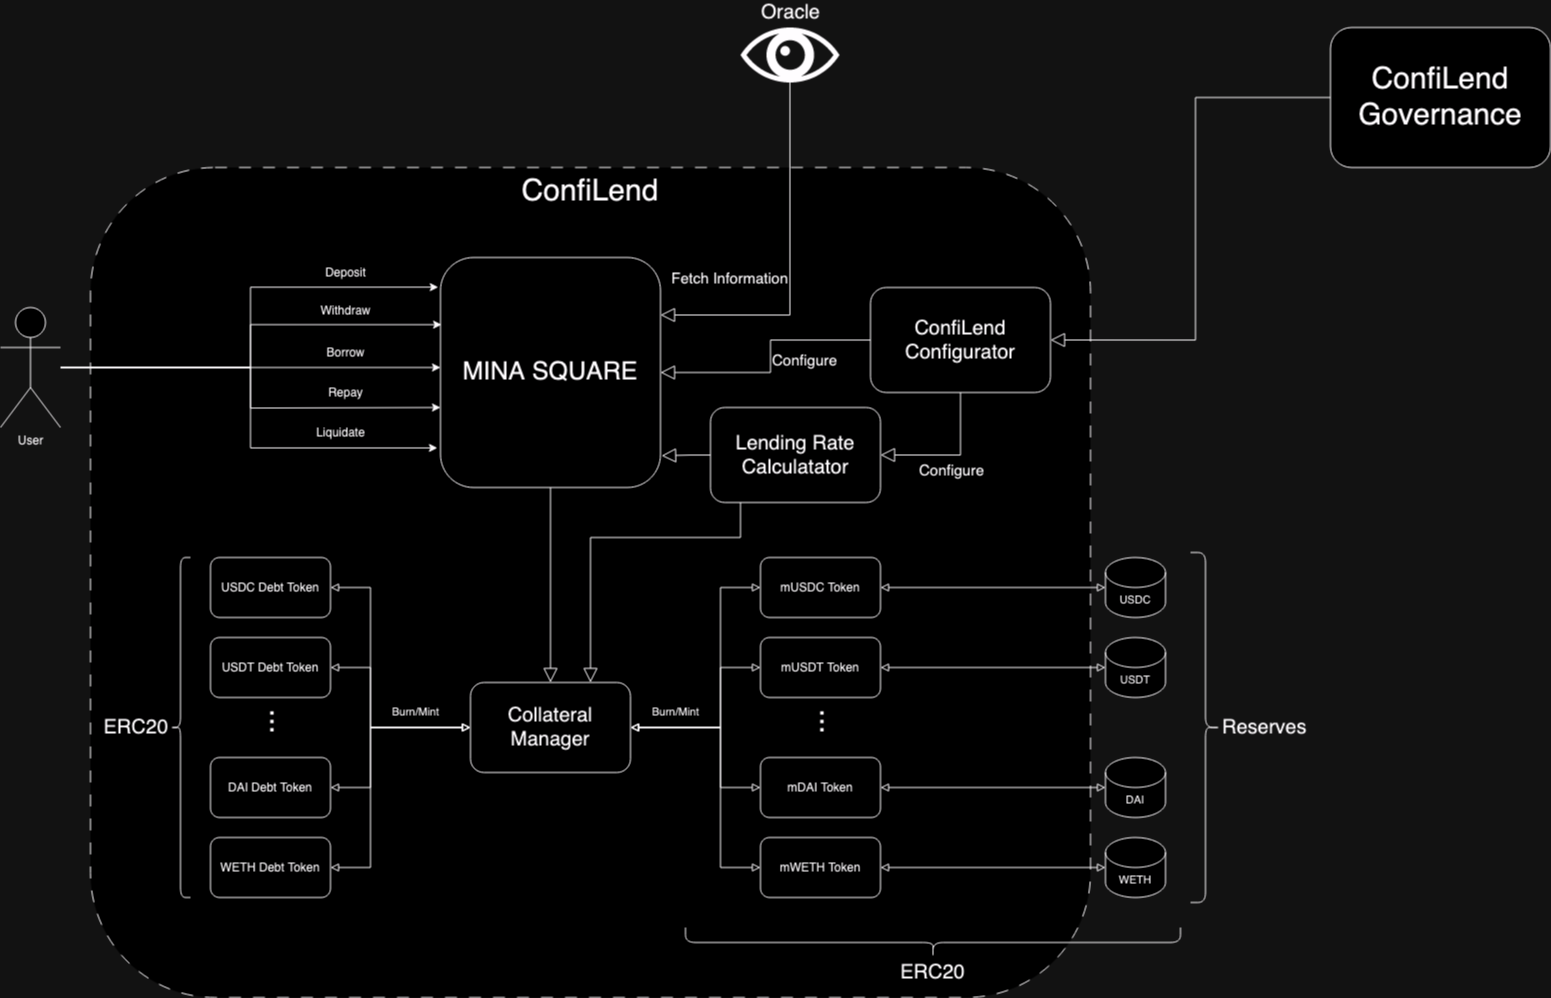 Oracle
ConfiLend
Governance
ConfiLend
Deposit
Withdraw
Borrow
Repay
Liquidate
User
MINA SQUARE
Fetch Information
Configure
ConfiLend
Configurator
Lending Rate
Calculatator
Configure
ERC20
USDC Debt Token
USDT Debt Token
DAI Debt Token
WETH Debt Token
Burn/Mint
Collateral
Manager
Burn/Mint
mUSDC Token
mUSDT Token
mDAI Token
mWETH Token
USDC
USDT
DAI
WETH
Reserves
ERC20